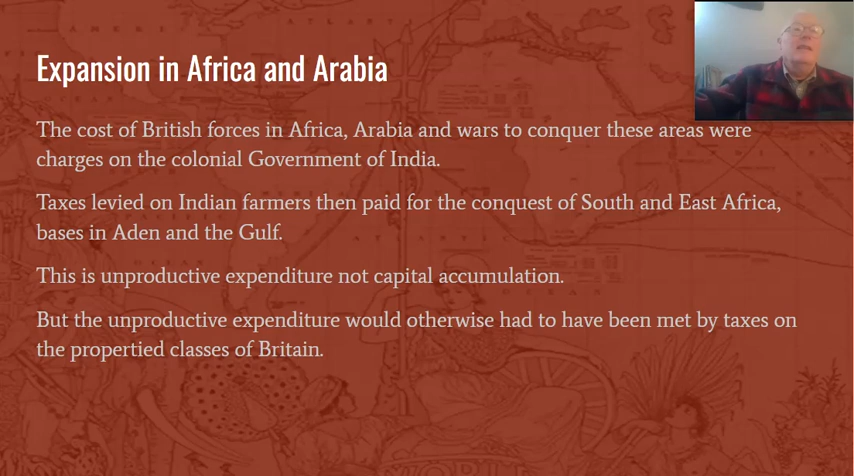 Expansion in Africa and Arabia
The cost of British forces in Africa, Arabia and wars to conquer these areas were
charges on the colonial Government of India.
Taxes levied on Indian farmers then paid for the conquest of South and East Africa,
bases in Aden and the Gulf.
This is unproductive expenditure not capital accumulation.
But the unproductive expenditure would otherwise had to have been met by taxes on
the propertied classes of Britain.